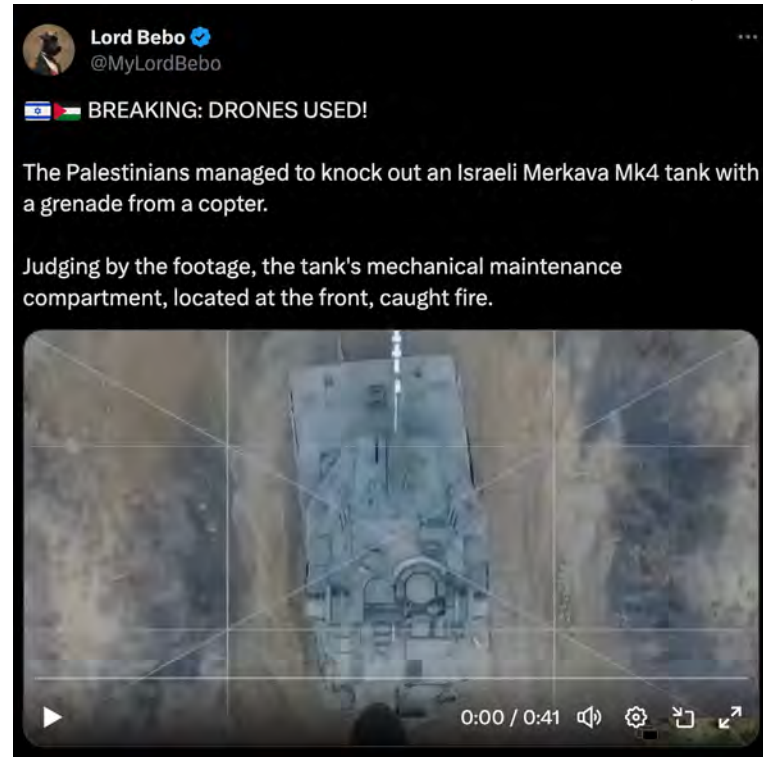 Lord Bebo
@MyLordBebo
🇮🇱🇵🇸 BREAKING: DRONES USED!
The Palestinians managed to knock out an Israeli Merkava Mk4 tank with
a grenade from a copter.
Judging by the footage, the tank's mechanical maintenance
compartment, located at the front, caught fire.
0:00 / 0:41